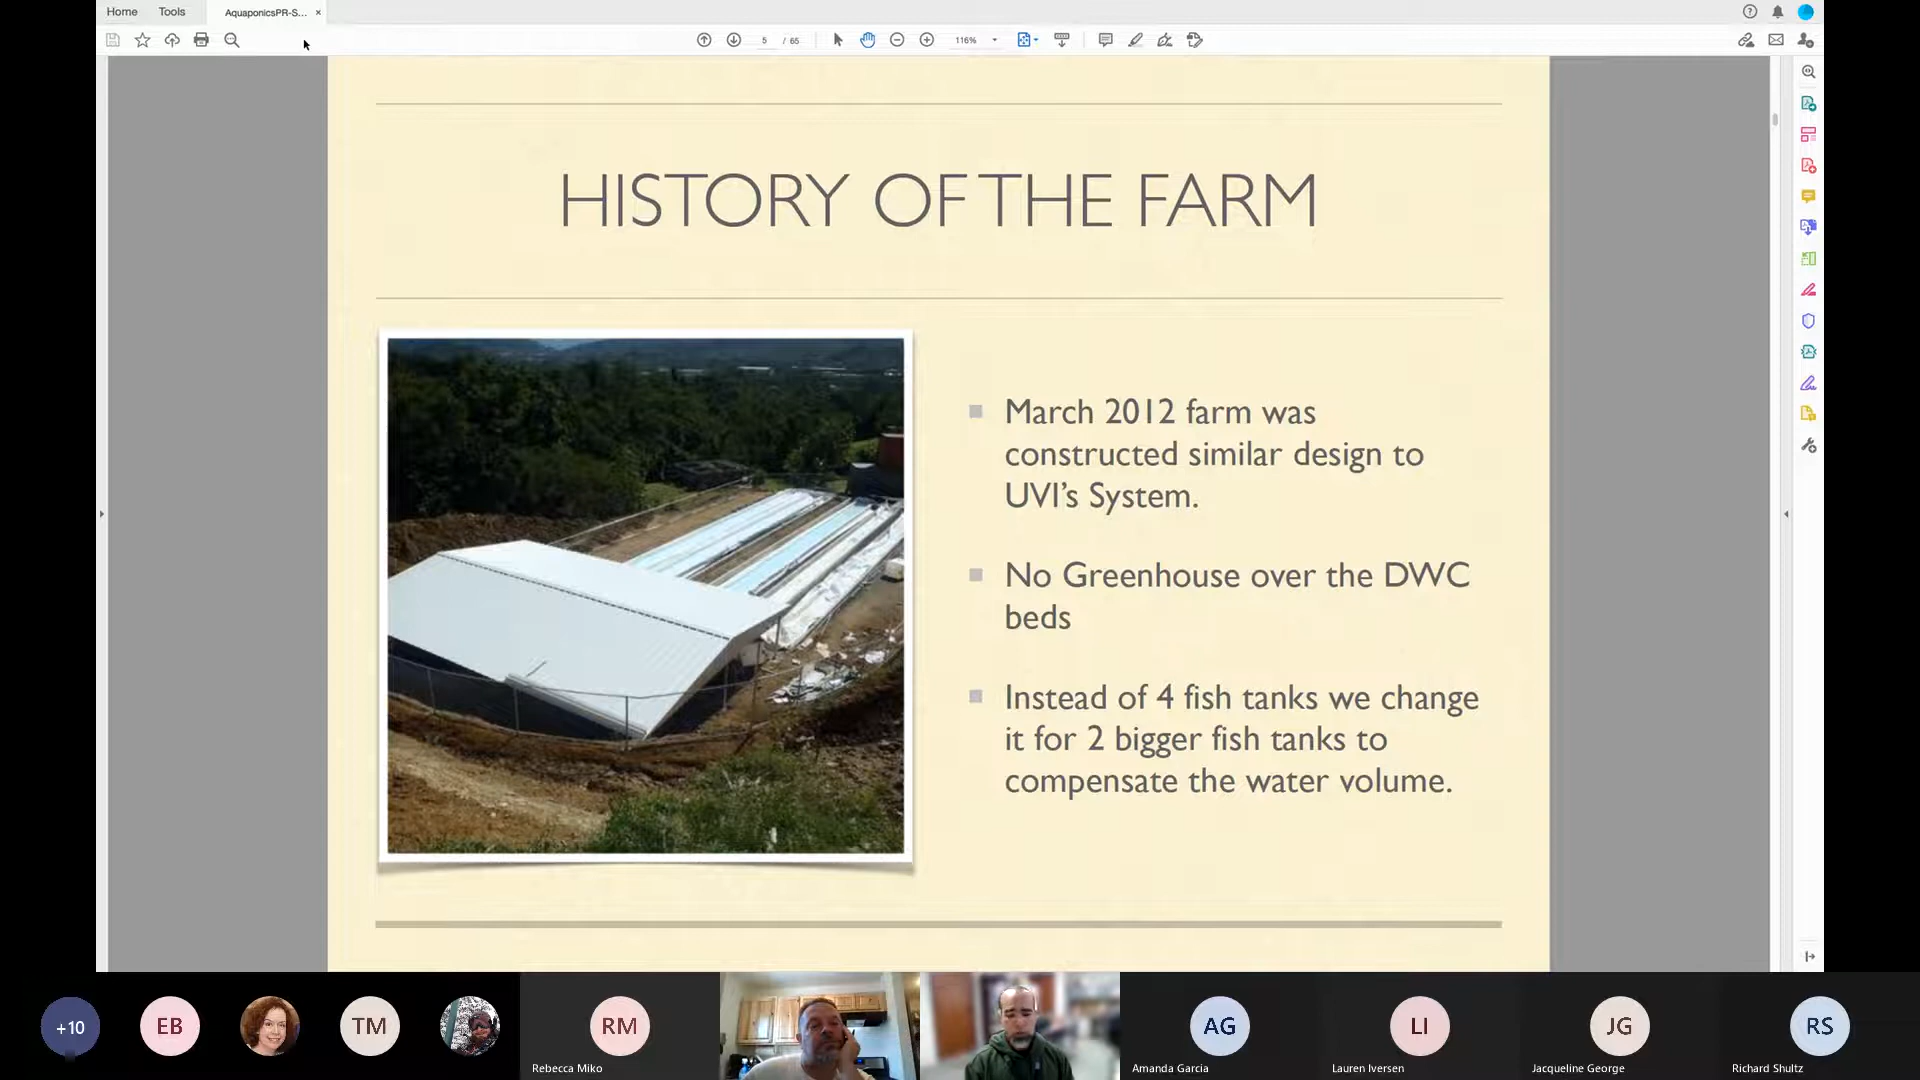 Home Tools AquaponicsPR-S... ×
5 / 65 116%
HISTORY OF THE FARM
March 2012 farm was
constructed similar design to
UVI's System.
No Greenhouse over the DWC
beds
Instead of 4 fish tanks we change
it for 2 bigger fish tanks to
compensate the water volume.
+10 EB TM RM AG LI JG RS
Rebecca Miko Amanda Garcia Lauren Iversen Jacqueline George Richard Shultz